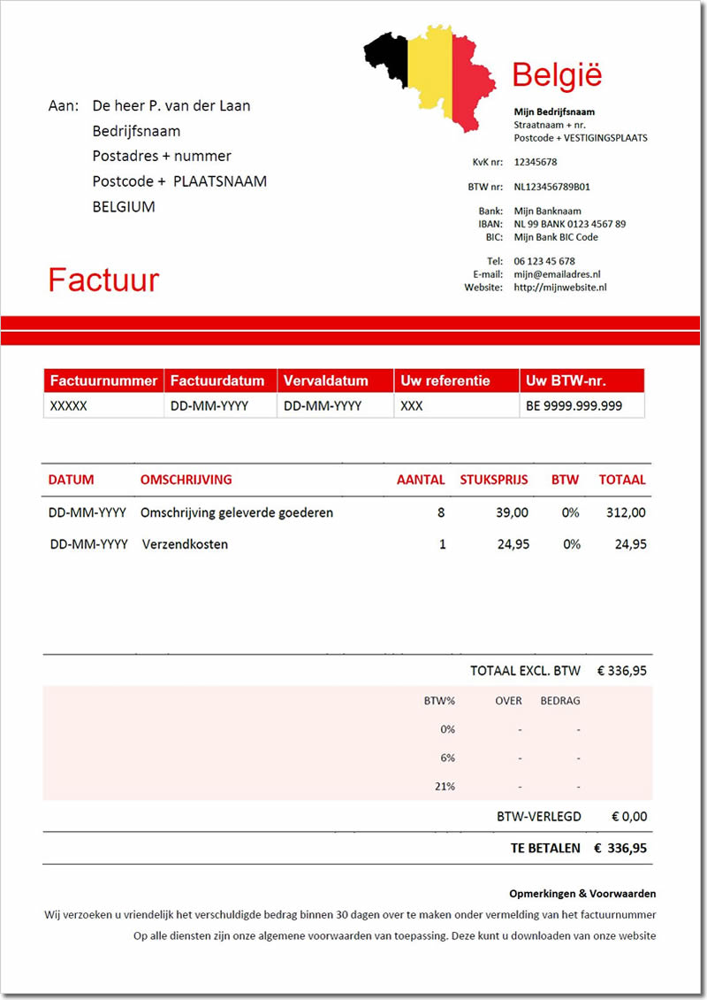 België
Aan: De heer P. van der Laan
Bedrijfsnaam
Postadres + nummer
Postcode + PLAATSNAAM
BELGIUM
Mijn Bedrijfsnaam
Straatnaam + nr.
Postcode + VESTIGINGSPLAATS
KvK nr: 12345678
BTW nr: NL123456789B01
Bank: Mijn Banknaam
IBAN: NL 99 BANK 0123 4567 89
BIC: Mijn Bank BIC Code
Tel: 06 123 45 678
E-mail: mijn@emailadres.nl
Website: http://mijnwebsite.nl
Factuur
Factuurnummer Factuurdatum Vervaldatum Uw referentie Uw BTW-nr.
XXXXX DD-MM-YYYY DD-MM-YYYY XXX BE 9999.999.999
DATUM OMSCHRIJVING AANTAL STUKSPRIJS BTW TOTAAL
DD-MM-YYYY Omschrijving geleverde goederen 8 39,00 0% 312,00
DD-MM-YYYY Verzendkosten 1 24,95 0% 24,95
TOTAAL EXCL. BTW € 336,95
BTW% OVER BEDRAG
0% - -
6% - -
21% - -
BTW-VERLEGD € 0,00
TE BETALEN € 336,95
Opmerkingen & Voorwaarden
Wij verzoeken u vriendelijk het verschuldigde bedrag binnen 30 dagen over te maken onder vermelding van het factuurnummer
Op alle diensten zijn onze algemene voorwaarden van toepassing. Deze kunt u downloaden van onze website